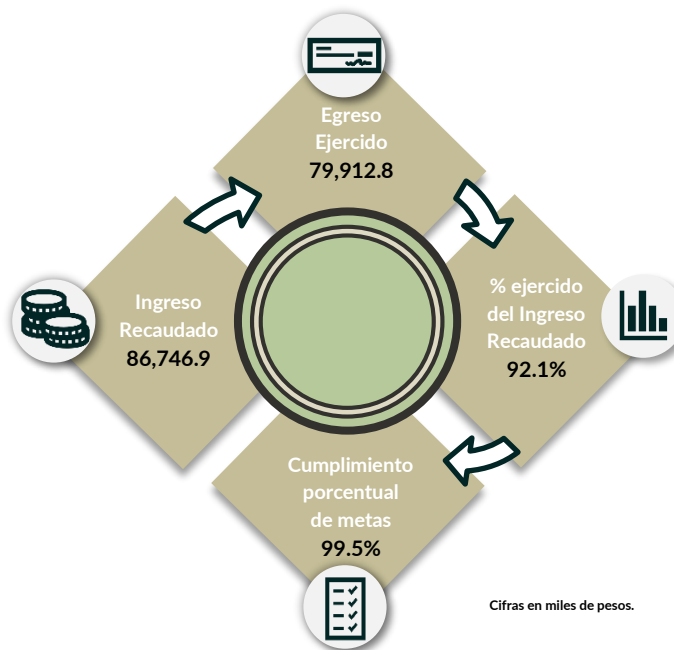 Egreso
Ejercido
79,912.8
Ingreso
Recaudado
86,746.9
% ejercido
del Ingreso
Recaudado
92.1%
Cumplimiento
porcentual
de metas
99.5%
Cifras en miles de pesos.